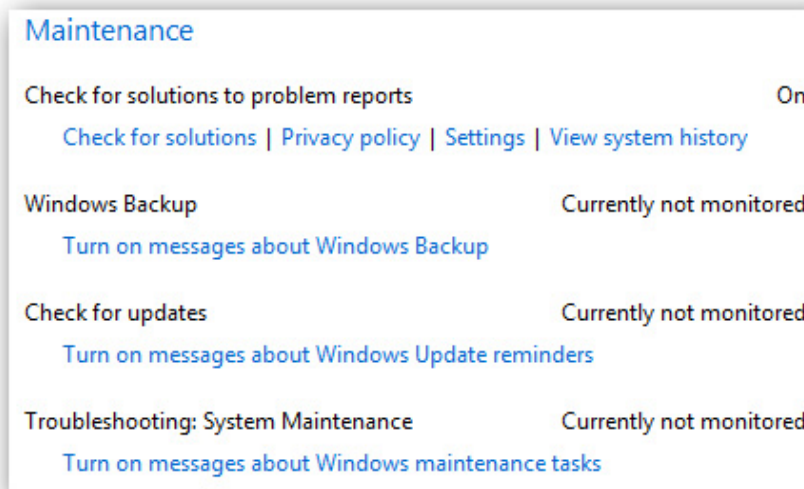 Maintenance
Check for solutions to problem reports On
Check for solutions | Privacy policy | Settings | View system history
Windows Backup Currently not monitored
Turn on messages about Windows Backup
Check for updates Currently not monitored
Turn on messages about Windows Update reminders
Troubleshooting: System Maintenance Currently not monitored
Turn on messages about Windows maintenance tasks